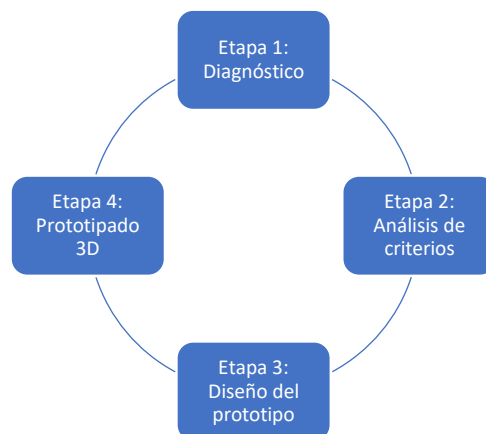 Etapa 1:
Diagnóstico
Etapa 2:
Análisis de
criterios
Etapa 3:
Diseño del
prototipo
Etapa 4:
Prototipado
3D